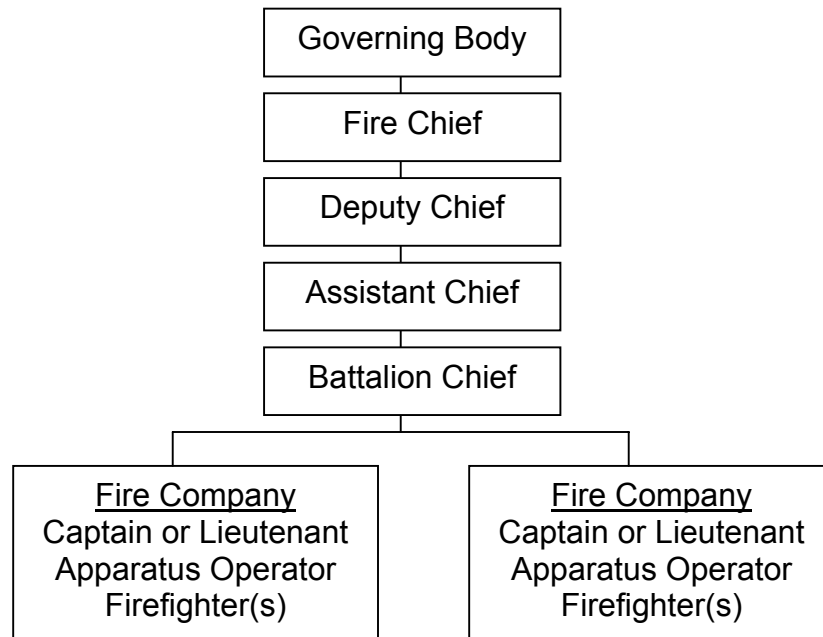 Governing Body
Fire Chief
Deputy Chief
Assistant Chief
Battalion Chief
Fire Company
Captain or Lieutenant
Apparatus Operator
Firefighter(s)
Fire Company
Captain or Lieutenant
Apparatus Operator
Firefighter(s)